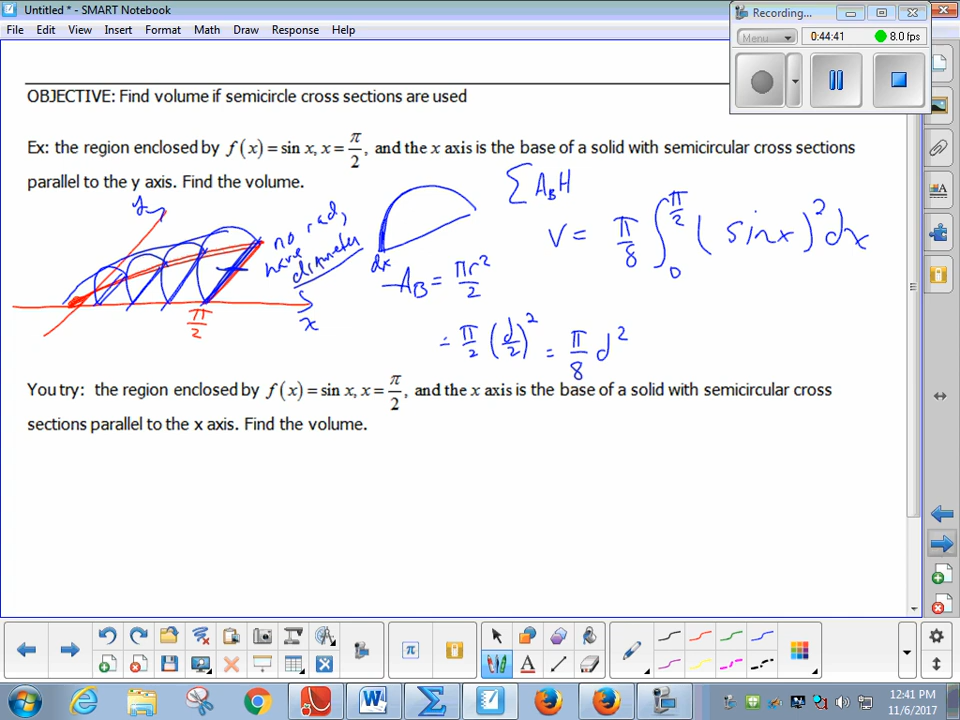 Untitled * - SMART Notebook
File Edit View Insert Format Math Draw Response Help
Recording...
Menu 0:44:41 8.0 fps
OBJECTIVE: Find volume if semicircle cross sections are used
Ex: the region enclosed by f(x) = sin x, x = π/2, and the x axis is the base of a solid with semicircular cross sections
parallel to the y axis. Find the volume.
∑ A_B H
V = π/8 ∫_0^{π/2} (sin x)² dx
y
no rad,
have
diameter
x
π/2
dx
A_B = πr²/2
= π/2 (d/2)² = π/8 d²
You try: the region enclosed by f(x) = sin x, x = π/2, and the x axis is the base of a solid with semicircular cross
sections parallel to the x axis. Find the volume.
12:41 PM
11/6/2017